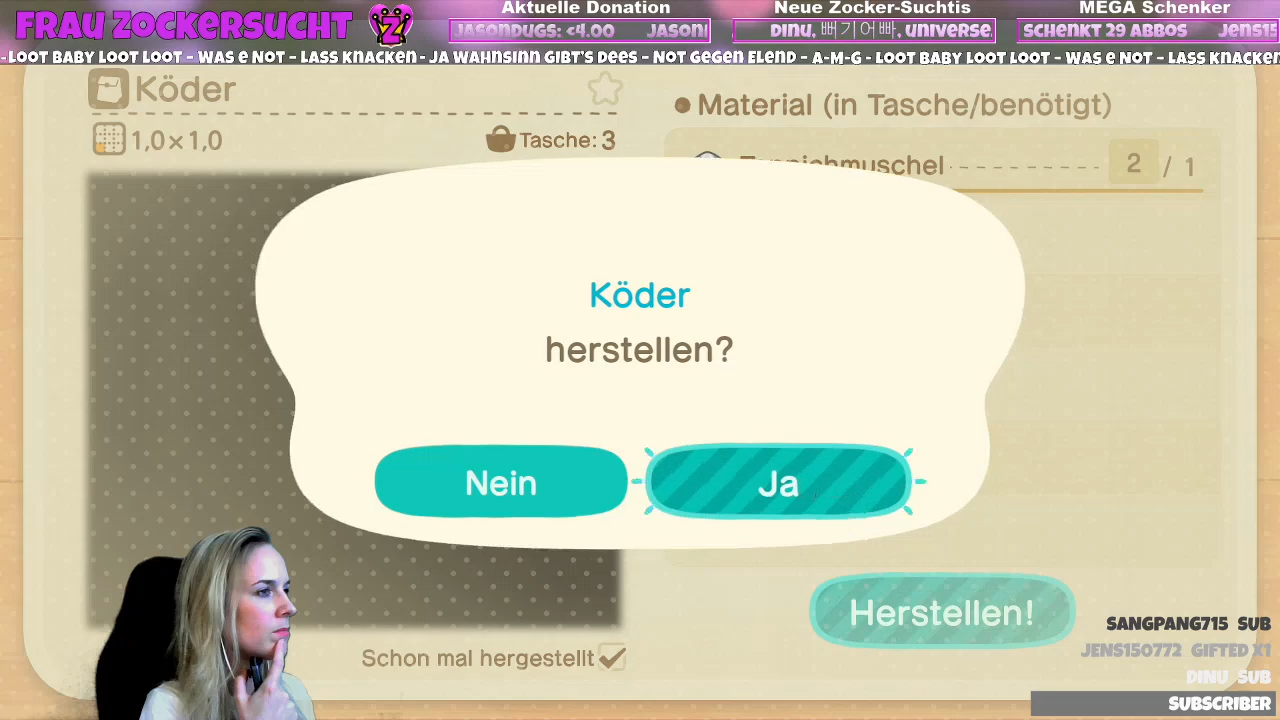 FRAU ZOCKERSUCHT
Aktuelle Donation
JASONDUGS: €4.00 JASON
Neue Zocker-Suchtis
DINU, 빠기어빠, UNIVERSE
MEGA Schenker
SCHENKT 29 ABBOS JENS15
-LOOT BABY LOOT LOOT - WAS e NOT - LASS KNACKEN - JA WAHNSINN GIBT'S DEES - NOT GEGEN ELEND - A-M-G - LOOT BABY LOOT LOOT - WAS e NOT - LASS KNACKEN
Köder
1,0×1,0
Tasche: 3
Material (in Tasche/benötigt)
2 / 1
Köder
herstellen?
Nein
Ja
Herstellen!
Schon mal hergestellt
SANGPANG715 SUB
JENS150772 GIFTED X1
DINU SUB
SUBSCRIBER